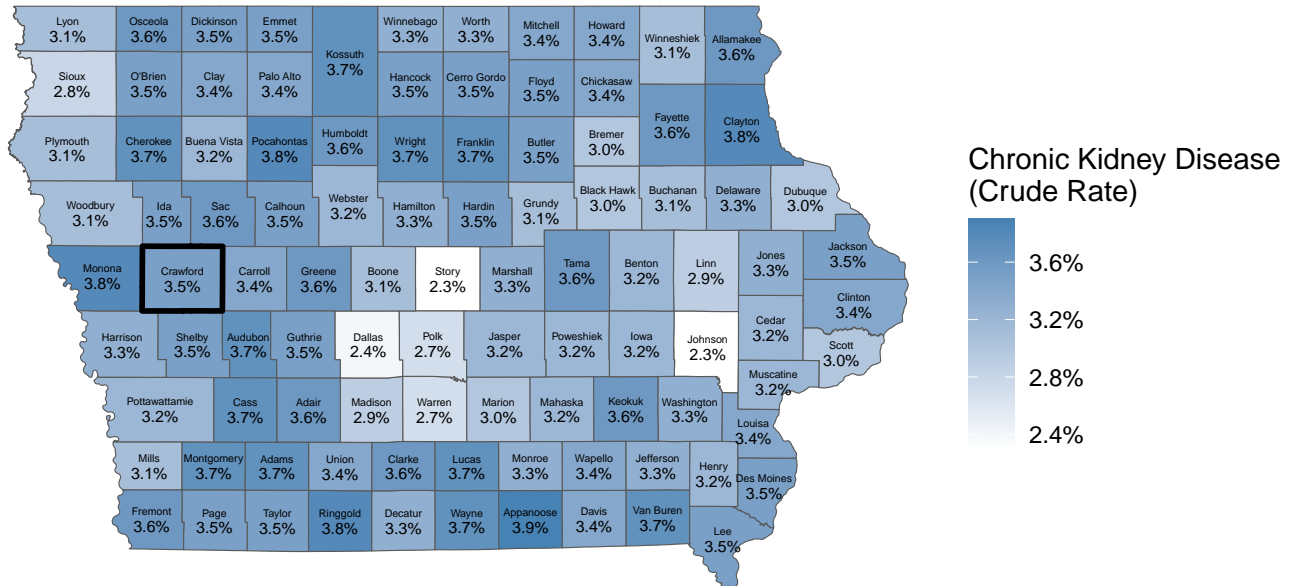 Lyon
3.1%
Osceola
3.6%
Dickinson
3.5%
Emmet
3.5%
Kossuth
3.7%
Winnebago
3.3%
Worth
3.3%
Mitchell
3.4%
Howard
3.4%
Winneshiek
3.1%
Allamakee
3.6%
Sioux
2.8%
O'Brien
3.5%
Clay
3.4%
Palo Alto
3.4%
Hancock
3.5%
Cerro Gordo
3.5%
Floyd
3.5%
Chickasaw
3.4%
Fayette
3.6%
Clayton
3.8%
Plymouth
3.1%
Cherokee
3.7%
Buena Vista
3.2%
Pocahontas
3.8%
Humboldt
3.6%
Wright
3.7%
Franklin
3.7%
Butler
3.5%
Bremer
3.0%
Woodbury
3.1%
Ida
3.5%
Sac
3.6%
Calhoun
3.5%
Webster
3.2%
Hamilton
3.3%
Hardin
3.5%
Grundy
3.1%
Black Hawk
3.0%
Buchanan
3.1%
Delaware
3.3%
Dubuque
3.0%
Monona
3.8%
Crawford
3.5%
Carroll
3.4%
Greene
3.6%
Boone
3.1%
Story
2.3%
Marshall
3.3%
Tama
3.6%
Benton
3.2%
Linn
2.9%
Jones
3.3%
Jackson
3.5%
Clinton
3.4%
Harrison
3.3%
Shelby
3.5%
Audubon
3.7%
Guthrie
3.5%
Dallas
2.4%
Polk
2.7%
Jasper
3.2%
Poweshiek
3.2%
Iowa
3.2%
Johnson
2.3%
Cedar
3.2%
Scott
3.0%
Muscatine
3.2%
Pottawattamie
3.2%
Cass
3.7%
Adair
3.6%
Madison
2.9%
Warren
2.7%
Marion
3.0%
Mahaska
3.2%
Keokuk
3.6%
Washington
3.3%
Louisa
3.4%
Mills
3.1%
Montgomery
3.7%
Adams
3.7%
Union
3.4%
Clarke
3.6%
Lucas
3.7%
Monroe
3.3%
Wapello
3.4%
Jefferson
3.3%
Henry
3.2%
Des Moines
3.5%
Fremont
3.6%
Page
3.5%
Taylor
3.5%
Ringgold
3.8%
Decatur
3.3%
Wayne
3.7%
Appanoose
3.9%
Davis
3.4%
Van Buren
3.7%
Lee
3.5%
Chronic Kidney Disease
(Crude Rate)
3.6%
3.2%
2.8%
2.4%